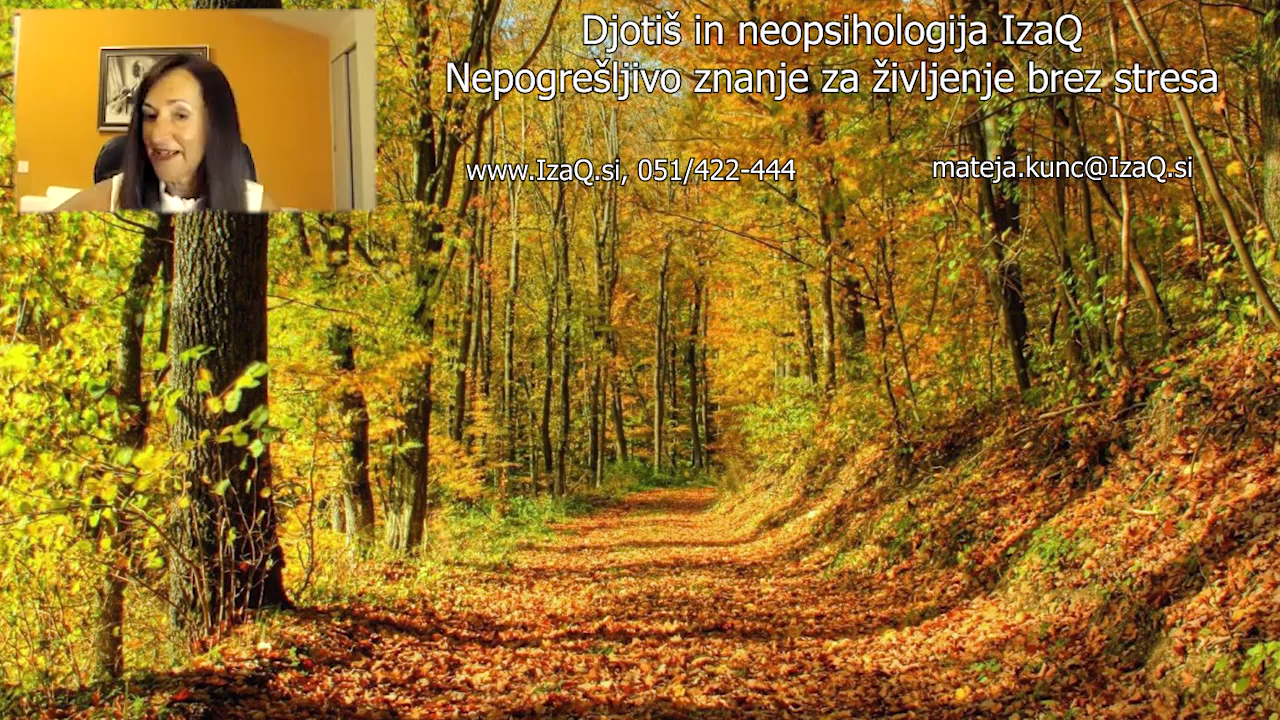 Djotiš in neopsihologija IzaQ
Nepogrešljivo znanje za življenje brez stresa
www.IzaQ.si, 051/422-444
mateja.kunc@IzaQ.si